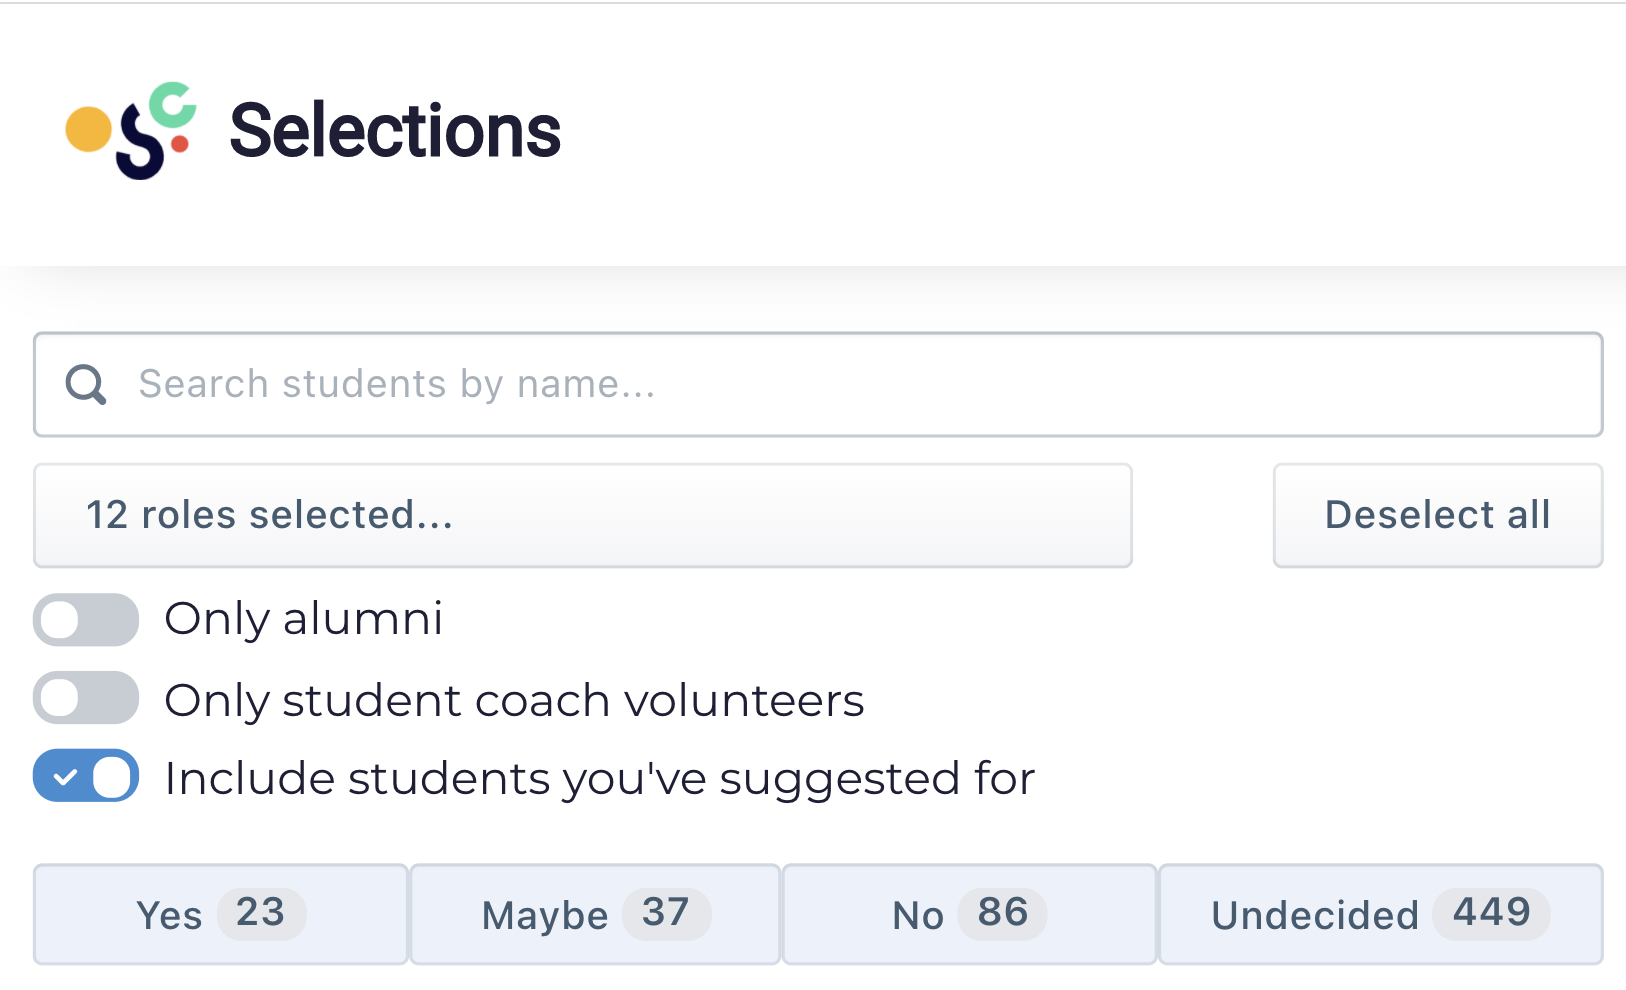 osc Selections
Search students by name...
12 roles selected... Deselect all
Only alumni
Only student coach volunteers
Include students you've suggested for
Yes 23 Maybe 37 No 86 Undecided 449